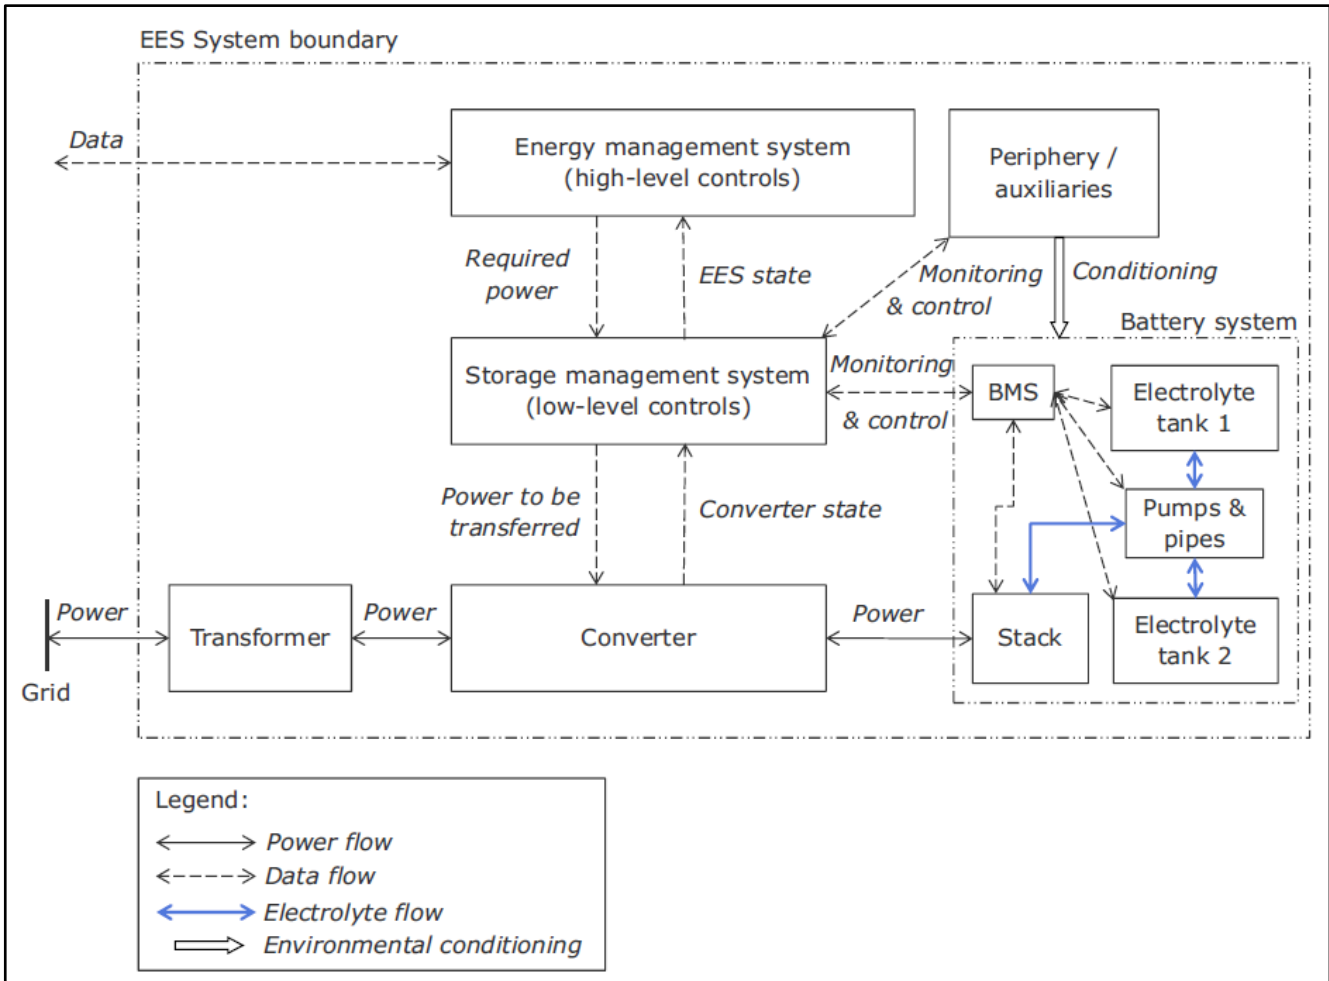 EES System boundary
Data
Energy management system
(high-level controls)
Periphery /
auxiliaries
Required
power
EES state
Monitoring
& control
Conditioning
Battery system
Storage management system
(low-level controls)
Monitoring
& control
BMS
Electrolyte
tank 1
Power to be
transferred
Converter state
Pumps &
pipes
Power
Transformer
Power
Converter
Power
Stack
Electrolyte
tank 2
Grid
Legend:
Power flow
Data flow
Electrolyte flow
Environmental conditioning